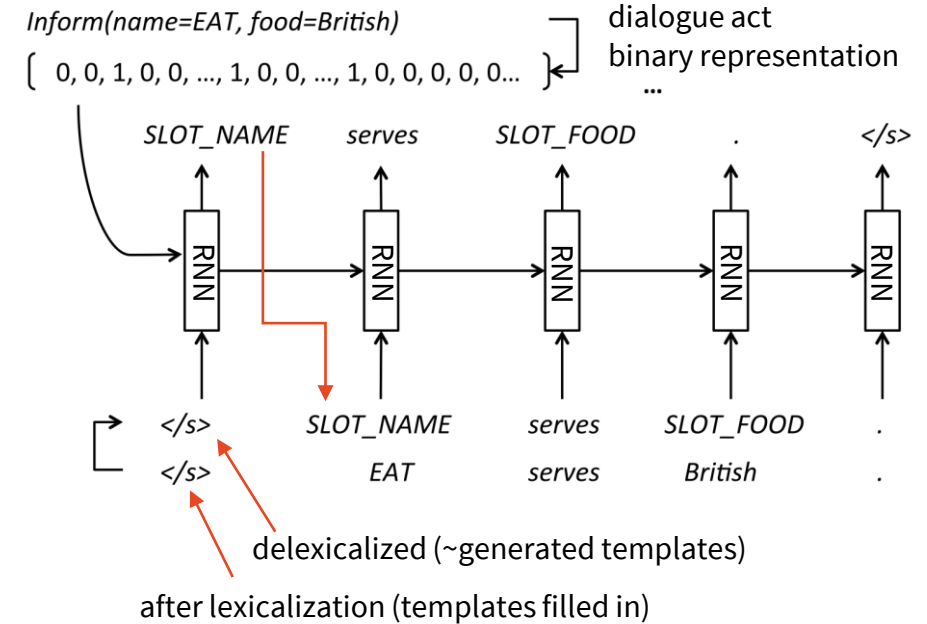 Inform(name=EAT, food=British)
dialogue act
binary representation
[ 0, 0, 1, 0, 0, ..., 1, 0, 0, ..., 1, 0, 0, 0, 0, 0... ]
...
SLOT_NAME serves SLOT_FOOD . </s>
RNN RNN RNN RNN RNN
</s> SLOT_NAME serves SLOT_FOOD .
</s> EAT serves British .
delexicalized (~generated templates)
after lexicalization (templates filled in)